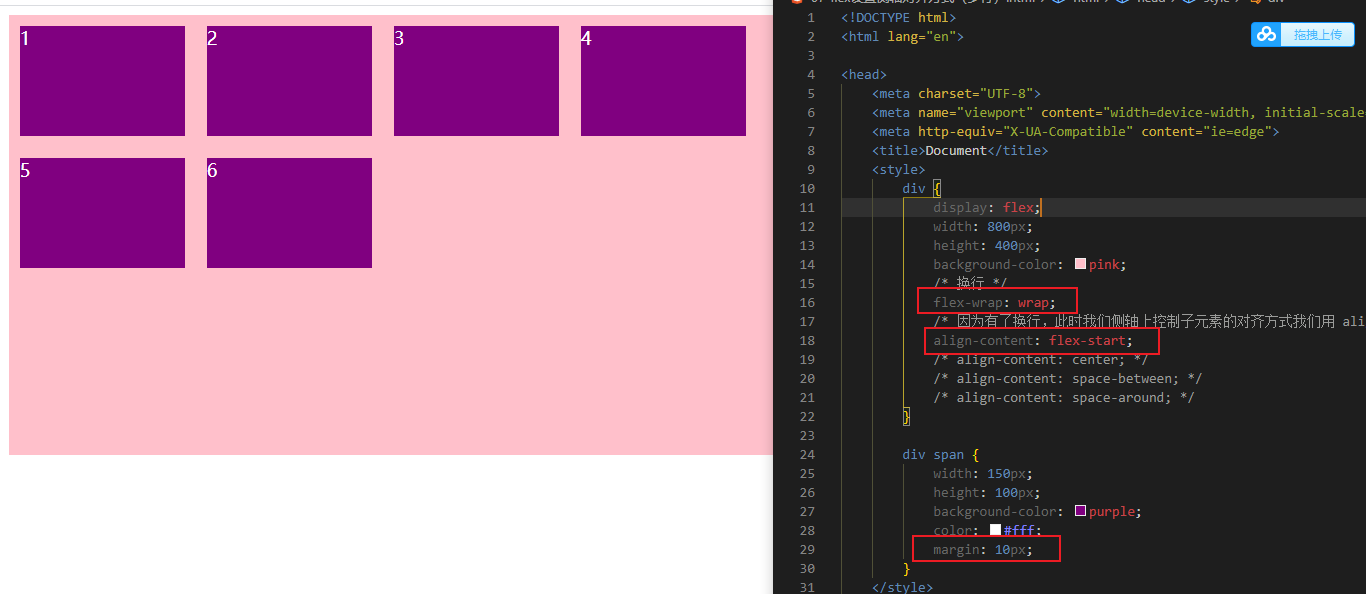 1
2
3
4
5
6
拖拽上传
1 <!DOCTYPE html>
2 <html lang="en">
3
4 <head>
5 <meta charset="UTF-8">
6 <meta name="viewport" content="width=device-width, initial-scale
7 <meta http-equiv="X-UA-Compatible" content="ie=edge">
8 <title>Document</title>
9 <style>
10 div {
11 display: flex;
12 width: 800px;
13 height: 400px;
14 background-color: pink;
15 /* 换行 */
16 flex-wrap: wrap;
17 /* 因为有了换行，此时我们侧轴上控制子元素的对齐方式我们用 ali
18 align-content: flex-start;
19 /* align-content: center; */
20 /* align-content: space-between; */
21 /* align-content: space-around; */
22 }
23
24 div span {
25 width: 150px;
26 height: 100px;
27 background-color: purple;
28 color: #fff;
29 margin: 10px;
30 }
31 </style>